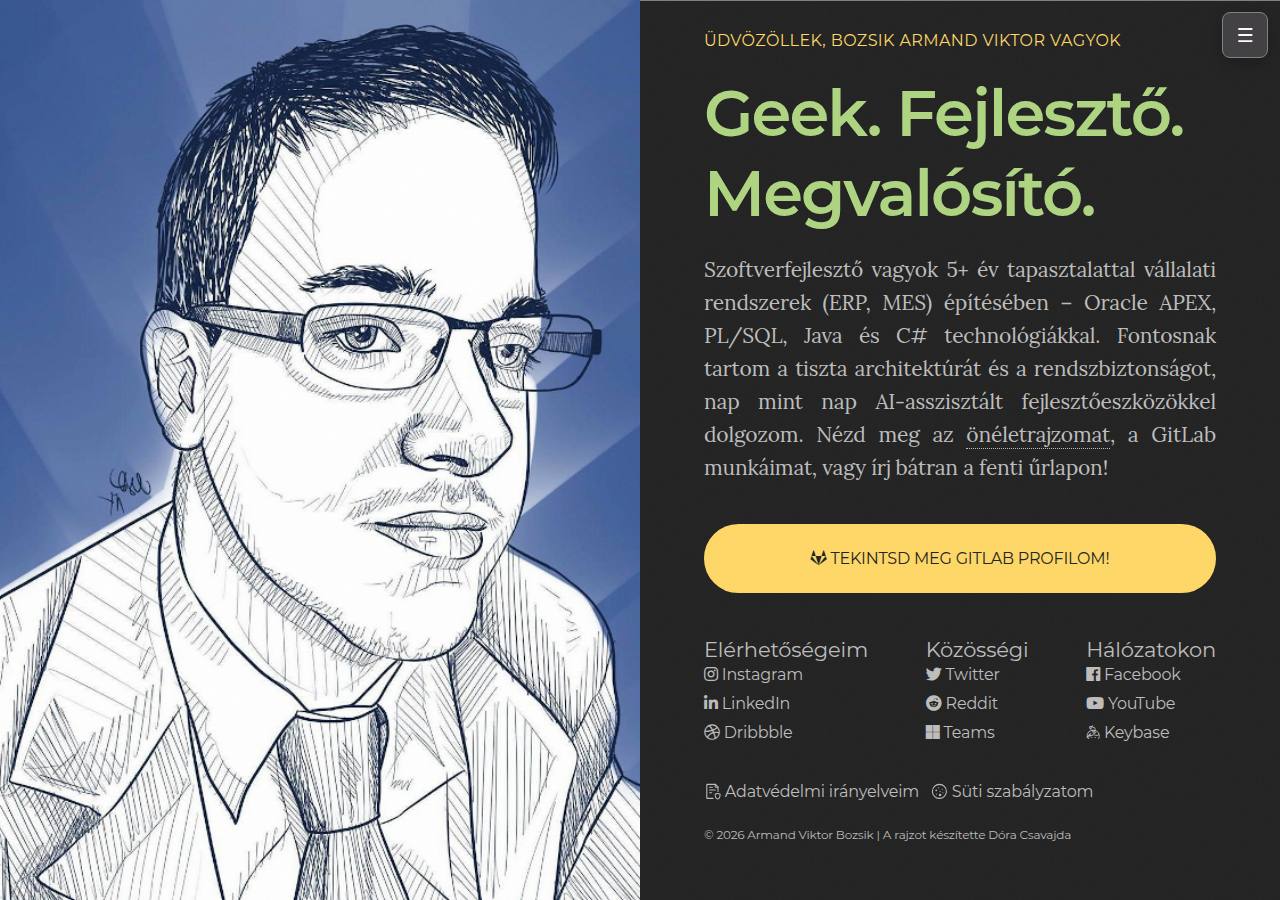 ÜDVÖZÖLLEK, BOZSIK ARMAND VIKTOR VAGYOK
Geek. Fejlesztő.
Megvalósító.
Szoftverfejlesztő vagyok 5+ év tapasztalattal vállalati
rendszerek (ERP, MES) építésében – Oracle APEX,
PL/SQL, Java és C# technológiákkal. Fontosnak
tartom a tiszta architektúrát és a rendszbiztonságot,
nap mint nap AI-asszisztált fejlesztőeszközökkel
dolgozom. Nézd meg az önéletrajzomat, a GitLab
munkáimat, vagy írj bátran a fenti űrlapon!
TEKINTSD MEG GITLAB PROFILOM!
Elérhetőségeim Közösségi Hálózatokon
Instagram Twitter Facebook
LinkedIn Reddit YouTube
Dribbble Teams Keybase
Adatvédelmi irányelveim Süti szabályzatom
© 2026 Armand Viktor Bozsik | A rajzot készítette Dóra Csavajda